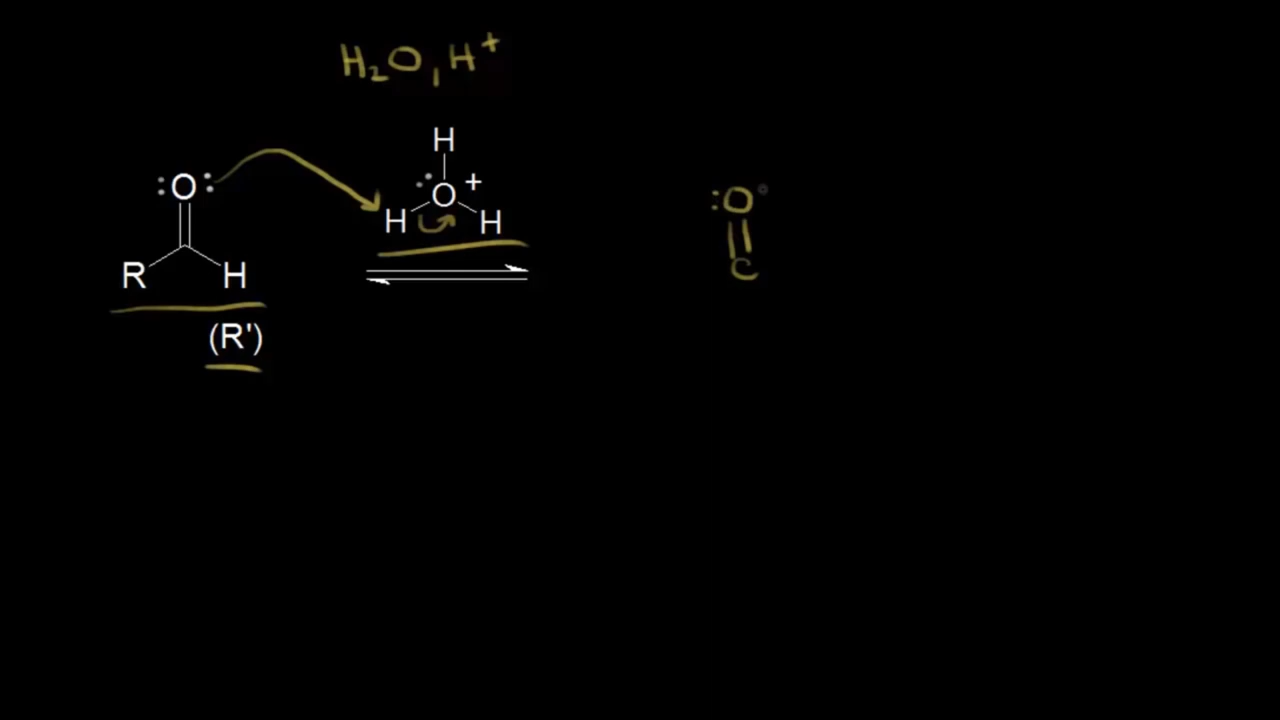 H₂O, H⁺
H
:O: :O⁺ :O
H H
R H C
(R')